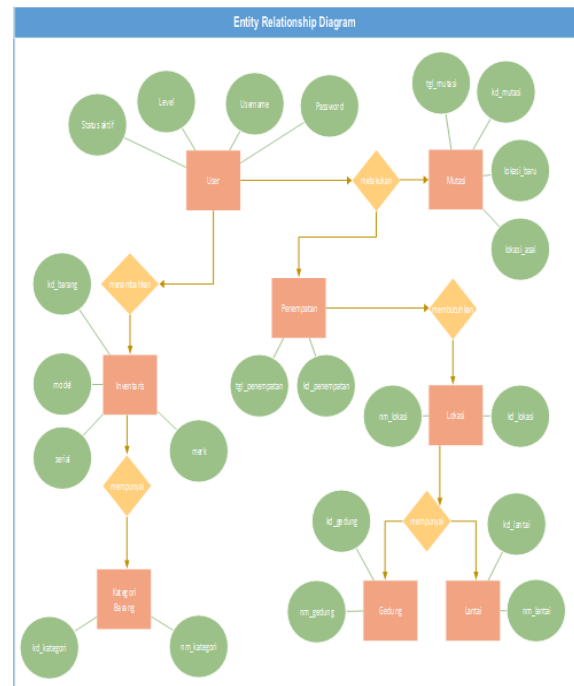 Entity Relationship Diagram
tgl_mutasi
kd_mutasi
Level
Username
Password
Status aktif
User
melakukan
Mutasi
lokasi_baru
lokasi_asal
kd_barang
menambahkan
Penempatan
membutuhkan
model
Inventaris
tgl_penempatan
kd_penempatan
nm_lokasi
Lokasi
kd_lokasi
serial
merk
mempunyai
kd_gedung
mempunyai
kd_lantai
Kategori
Barang
nm_gedung
Gedung
Lantai
nm_lantai
kd_kategori
nm_kategori